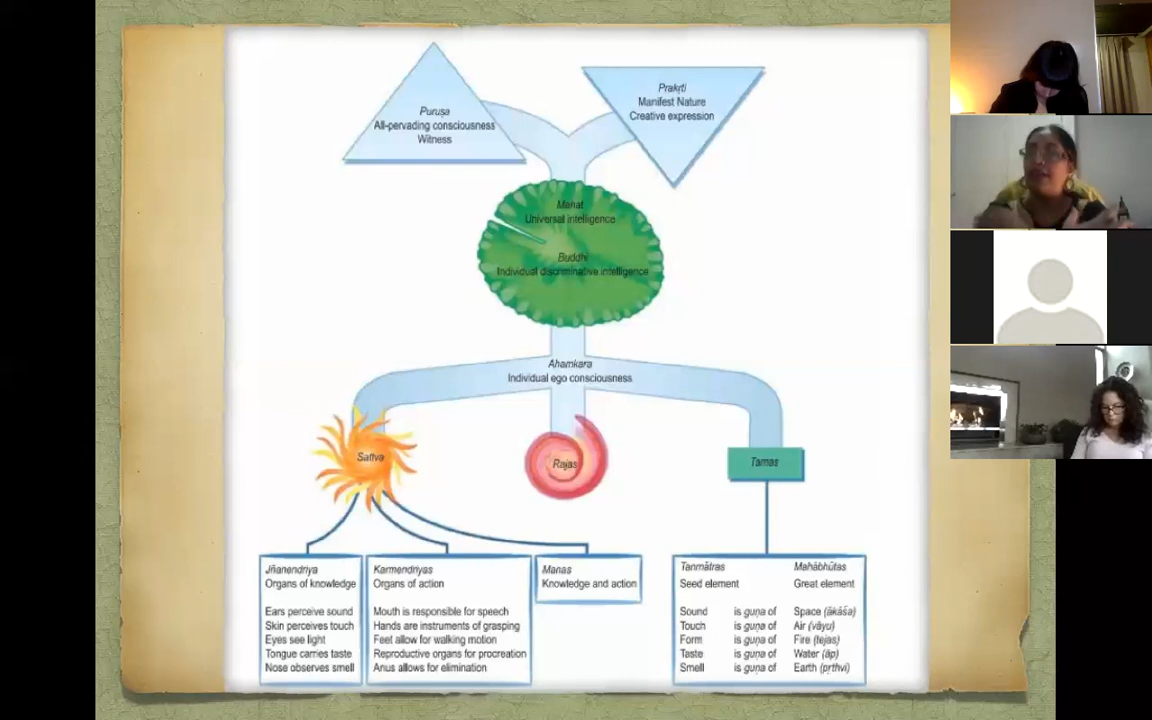 Puruṣa
All-pervading consciousness
Witness
Prakṛti
Manifest Nature
Creative expression
Mahat
Universal intelligence
Buddhi
Individual discriminative intelligence
Ahamkara
Individual ego consciousness
Sattva
Rajas
Tamas
Jñanendriya
Organs of knowledge
Ears perceive sound
Skin perceives touch
Eyes see light
Tongue carries taste
Nose observes smell
Karmendriyas
Organs of action
Mouth is responsible for speech
Hands are instruments of grasping
Feet allow for walking motion
Reproductive organs for procreation
Anus allows for elimination
Manas
Knowledge and action
Tanmātras Mahābhūtas
Seed element Great element
Sound is guṇa of Space (ākāśa)
Touch is guṇa of Air (vāyu)
Form is guṇa of Fire (tejas)
Taste is guṇa of Water (āp)
Smell is guṇa of Earth (pṛthvi)